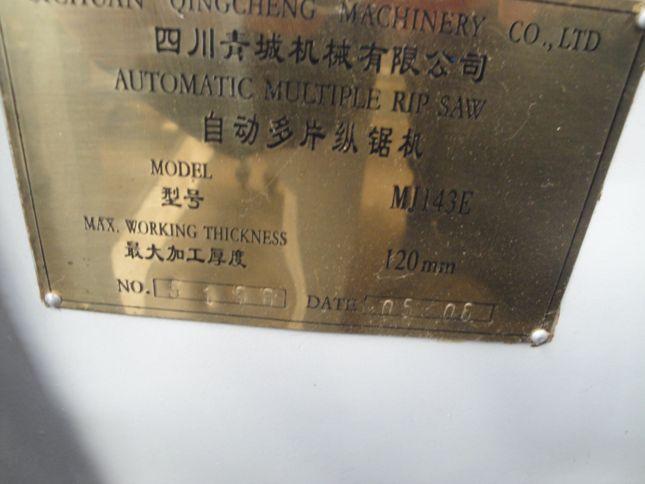 SICHUAN QINGCHENG MACHINERY CO.,LTD
四川青城机械有限公司
AUTOMATIC MULTIPLE RIP SAW
自动多片纵锯机
MODEL MJ143E
型号
MAX. WORKING THICKNESS
最大加工厚度 120mm
NO. DATE 05 06